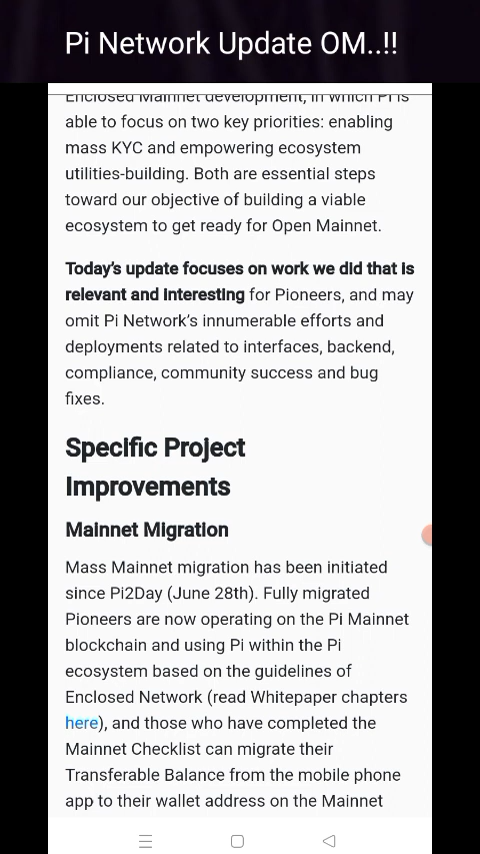 Pi Network Update OM..!!
Enclosed Mainnet development, in which Pi is
able to focus on two key priorities: enabling
mass KYC and empowering ecosystem
utilities-building. Both are essential steps
toward our objective of building a viable
ecosystem to get ready for Open Mainnet.
Today's update focuses on work we did that is
relevant and interesting for Pioneers, and may
omit Pi Network's innumerable efforts and
deployments related to interfaces, backend,
compliance, community success and bug
fixes.
Specific Project
Improvements
Mainnet Migration
Mass Mainnet migration has been initiated
since Pi2Day (June 28th). Fully migrated
Pioneers are now operating on the Pi Mainnet
blockchain and using Pi within the Pi
ecosystem based on the guidelines of
Enclosed Network (read Whitepaper chapters
here), and those who have completed the
Mainnet Checklist can migrate their
Transferable Balance from the mobile phone
app to their wallet address on the Mainnet